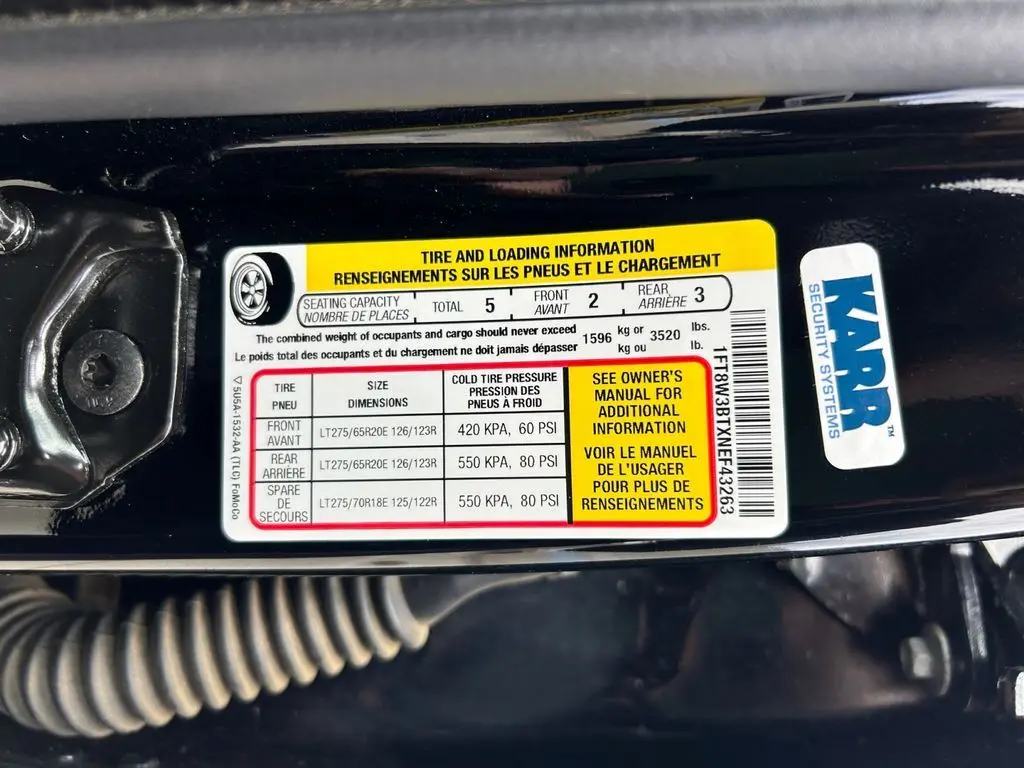 TIRE AND LOADING INFORMATION
RENSEIGNEMENTS SUR LES PNEUS ET LE CHARGEMENT
SEATING CAPACITY
NOMBRE DE PLACES
TOTAL 5
FRONT
AVANT
2
REAR
ARRIÈRE
3
The combined weight of occupants and cargo should never exceed 1596 kg or 3520 lbs.
Le poids total des occupants et du chargement ne doit jamais dépasser kg ou lb.
TIRE
PNEU
SIZE
DIMENSIONS
COLD TIRE PRESSURE
PRESSION DES
PNEUS À FROID
FRONT
AVANT
LT275/65R20E 126/123R
420 KPA, 60 PSI
REAR
ARRIÈRE
LT275/65R20E 126/123R
550 KPA, 80 PSI
SPARE
DE
SECOURS
LT275/70R18E 125/122R
550 KPA, 80 PSI
SEE OWNER'S
MANUAL FOR
ADDITIONAL
INFORMATION
VOIR LE MANUEL
DE L'USAGER
POUR PLUS DE
RENSEIGNEMENTS
5U5A-1532-AA (TLC) FoMoCo
1FT8W3BTXNEF43263
KARR™
SECURITY SYSTEMS